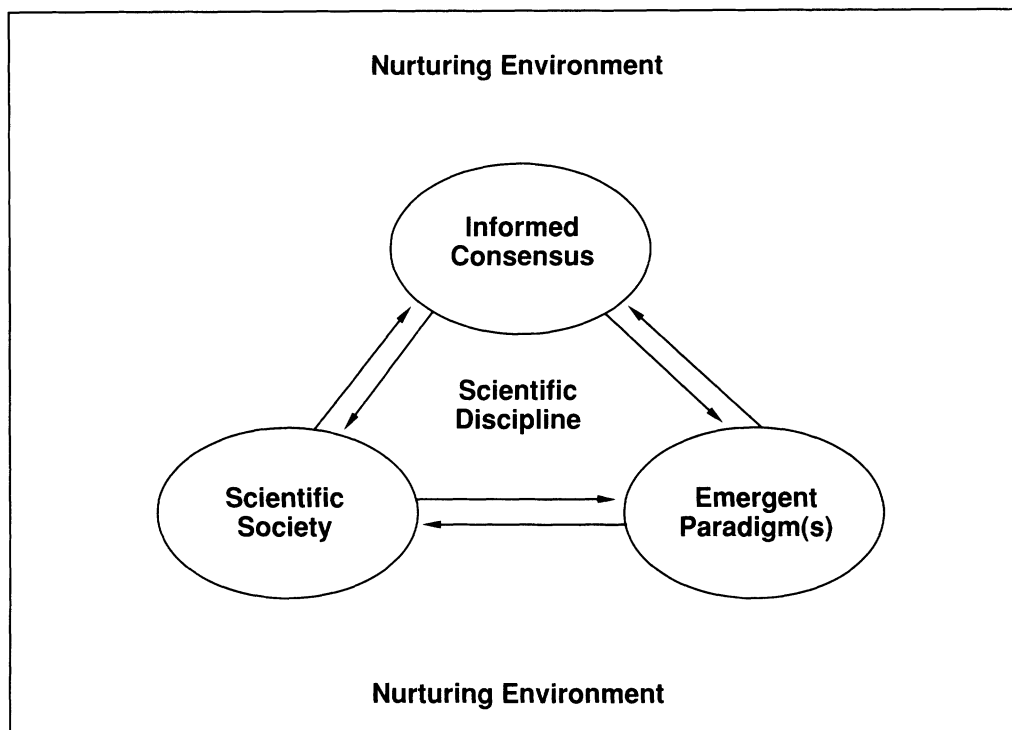 Nurturing Environment
Informed
Consensus
Scientific
Discipline
Scientific
Society
Emergent
Paradigm(s)
Nurturing Environment